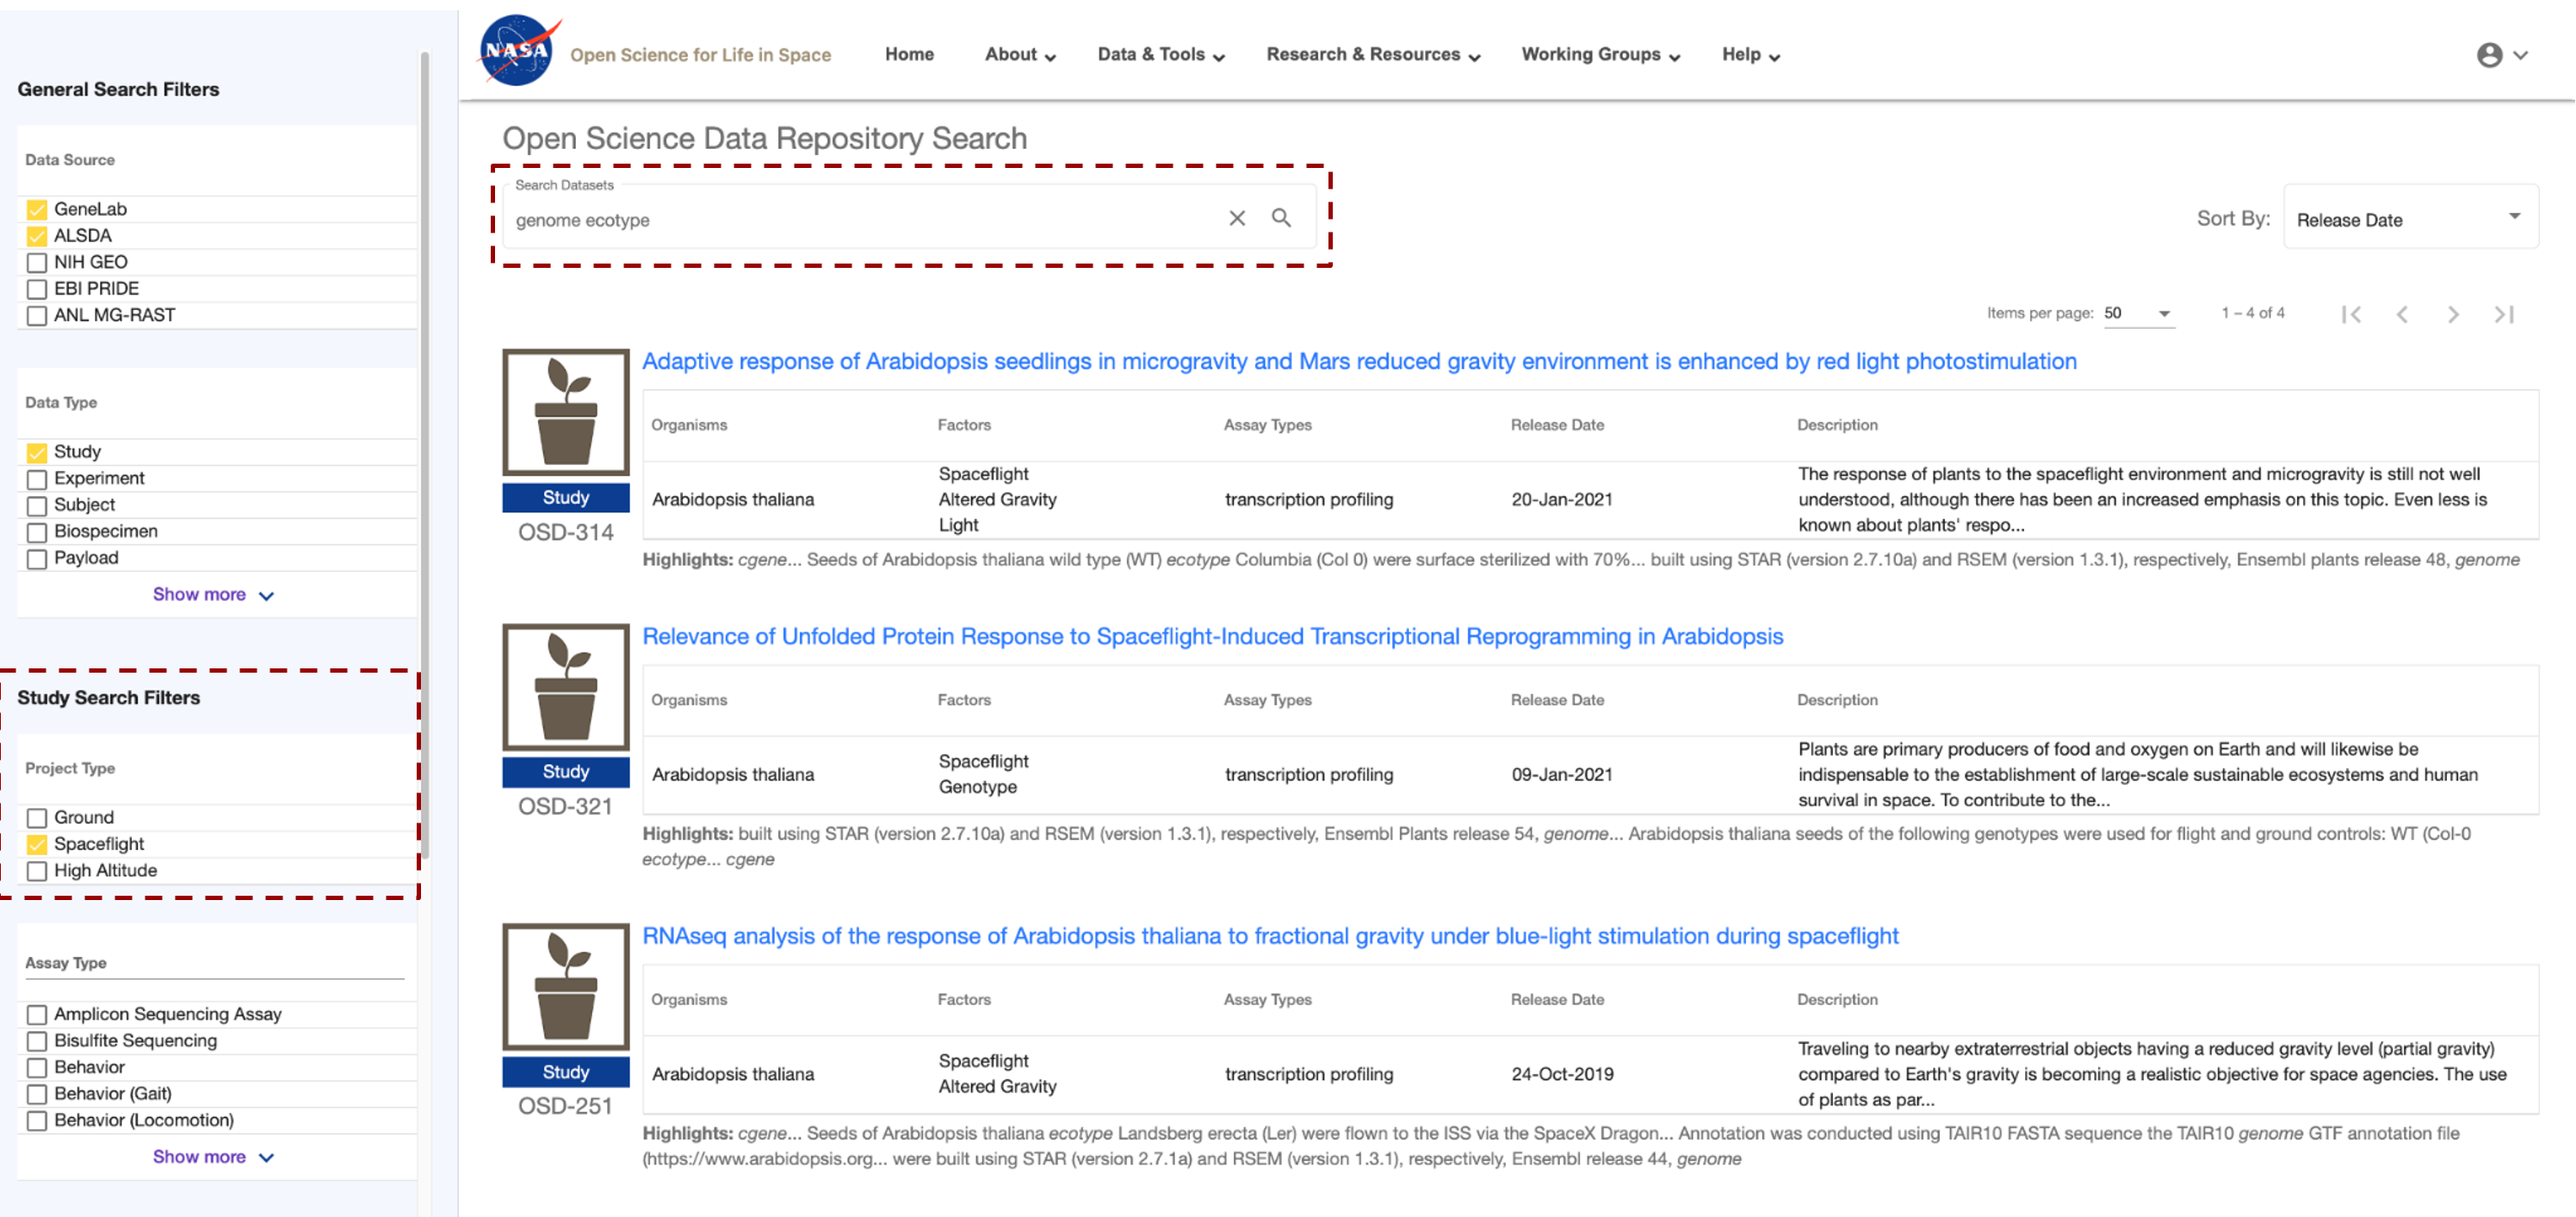 General Search Filters
Data Source
GeneLab
ALSDA
NIH GEO
EBI PRIDE
ANL MG-RAST
Data Type
Study
Experiment
Subject
Biospecimen
Payload
Show more
Study Search Filters
Project Type
Ground
Spaceflight
High Altitude
Assay Type
Amplicon Sequencing Assay
Bisulfite Sequencing
Behavior
Behavior (Gait)
Behavior (Locomotion)
Show more
NASA
Open Science for Life in Space
Home About Data & Tools Research & Resources Working Groups Help
Open Science Data Repository Search
Search Datasets
genome ecotype
Sort By: Release Date
Items per page: 50 1 – 4 of 4
Adaptive response of Arabidopsis seedlings in microgravity and Mars reduced gravity environment is enhanced by red light photostimulation
Study
OSD-314
Organisms Factors Assay Types Release Date Description
Arabidopsis thaliana
Spaceflight
Altered Gravity
Light
transcription profiling
20-Jan-2021
The response of plants to the spaceflight environment and microgravity is still not well
understood, although there has been an increased emphasis on this topic. Even less is
known about plants' respo...
Highlights: cgene... Seeds of Arabidopsis thaliana wild type (WT) ecotype Columbia (Col 0) were surface sterilized with 70%... built using STAR (version 2.7.10a) and RSEM (version 1.3.1), respectively, Ensembl plants release 48, genome
Relevance of Unfolded Protein Response to Spaceflight-Induced Transcriptional Reprogramming in Arabidopsis
Study
OSD-321
Organisms Factors Assay Types Release Date Description
Arabidopsis thaliana
Spaceflight
Genotype
transcription profiling
09-Jan-2021
Plants are primary producers of food and oxygen on Earth and will likewise be
indispensable to the establishment of large-scale sustainable ecosystems and human
survival in space. To contribute to the...
Highlights: built using STAR (version 2.7.10a) and RSEM (version 1.3.1), respectively, Ensembl Plants release 54, genome... Arabidopsis thaliana seeds of the following genotypes were used for flight and ground controls: WT (Col-0
ecotype... cgene
RNAseq analysis of the response of Arabidopsis thaliana to fractional gravity under blue-light stimulation during spaceflight
Study
OSD-251
Organisms Factors Assay Types Release Date Description
Arabidopsis thaliana
Spaceflight
Altered Gravity
transcription profiling
24-Oct-2019
Traveling to nearby extraterrestrial objects having a reduced gravity level (partial gravity)
compared to Earth's gravity is becoming a realistic objective for space agencies. The use
of plants as par...
Highlights: cgene... Seeds of Arabidopsis thaliana ecotype Landsberg erecta (Ler) were flown to the ISS via the SpaceX Dragon... Annotation was conducted using TAIR10 FASTA sequence the TAIR10 genome GTF annotation file
(https://www.arabidopsis.org... were built using STAR (version 2.7.1a) and RSEM (version 1.3.1), respectively, Ensembl release 44, genome